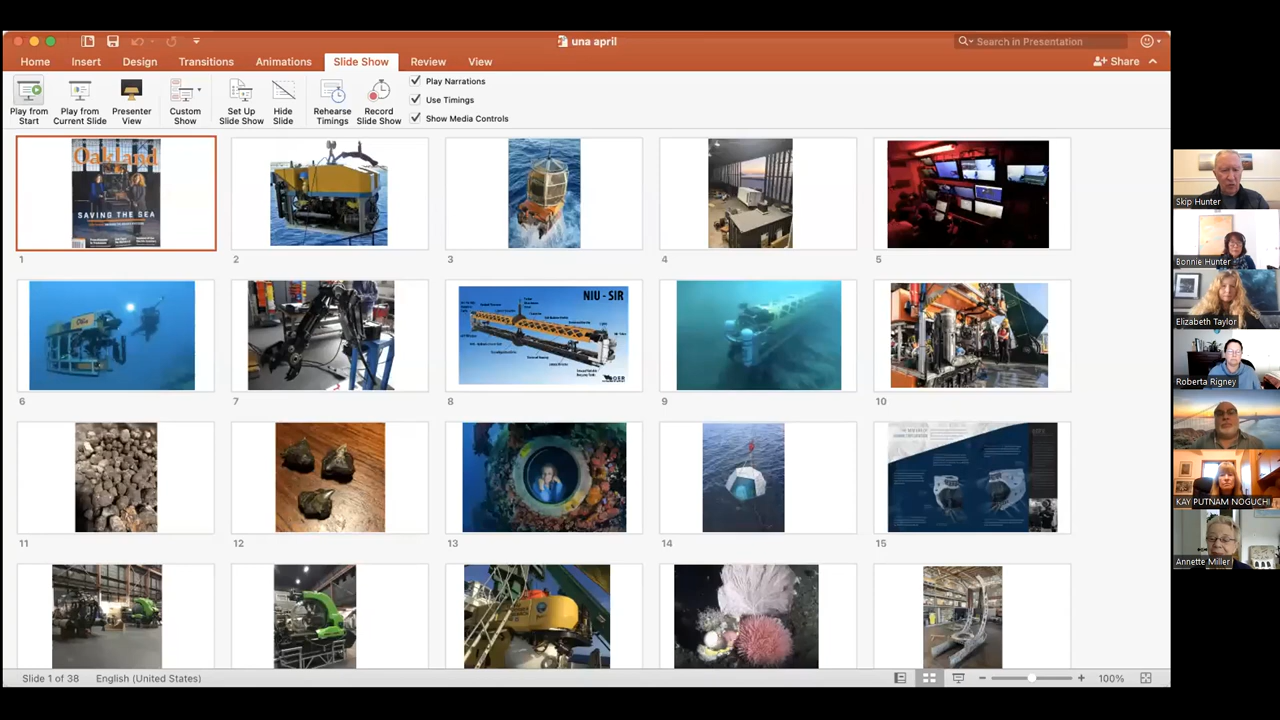 una april
Search in Presentation
Home Insert Design Transitions Animations Slide Show Review View
Share
Play from Start
Play from Current Slide
Presenter View
Custom Show
Set Up Slide Show
Hide Slide
Rehearse Timings
Record Slide Show
Play Narrations
Use Timings
Show Media Controls
Oakland
SAVING THE SEA
1 2 3 4 5
NIU - SIR
6 7 8 9 10
11 12 13 14 15
Skip Hunter
Bonnie Hunter
Elizabeth Taylor
Roberta Rigney
KAY PUTNAM NOGUCHI
Annette Miller
Slide 1 of 38 English (United States)
100%